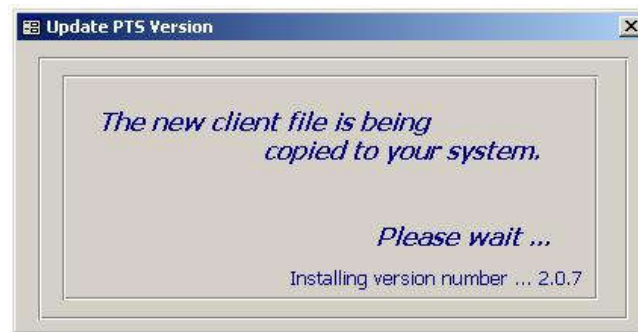 Update PTS Version
The new client file is being
copied to your system.
Please wait ...
Installing version number ... 2.0.7